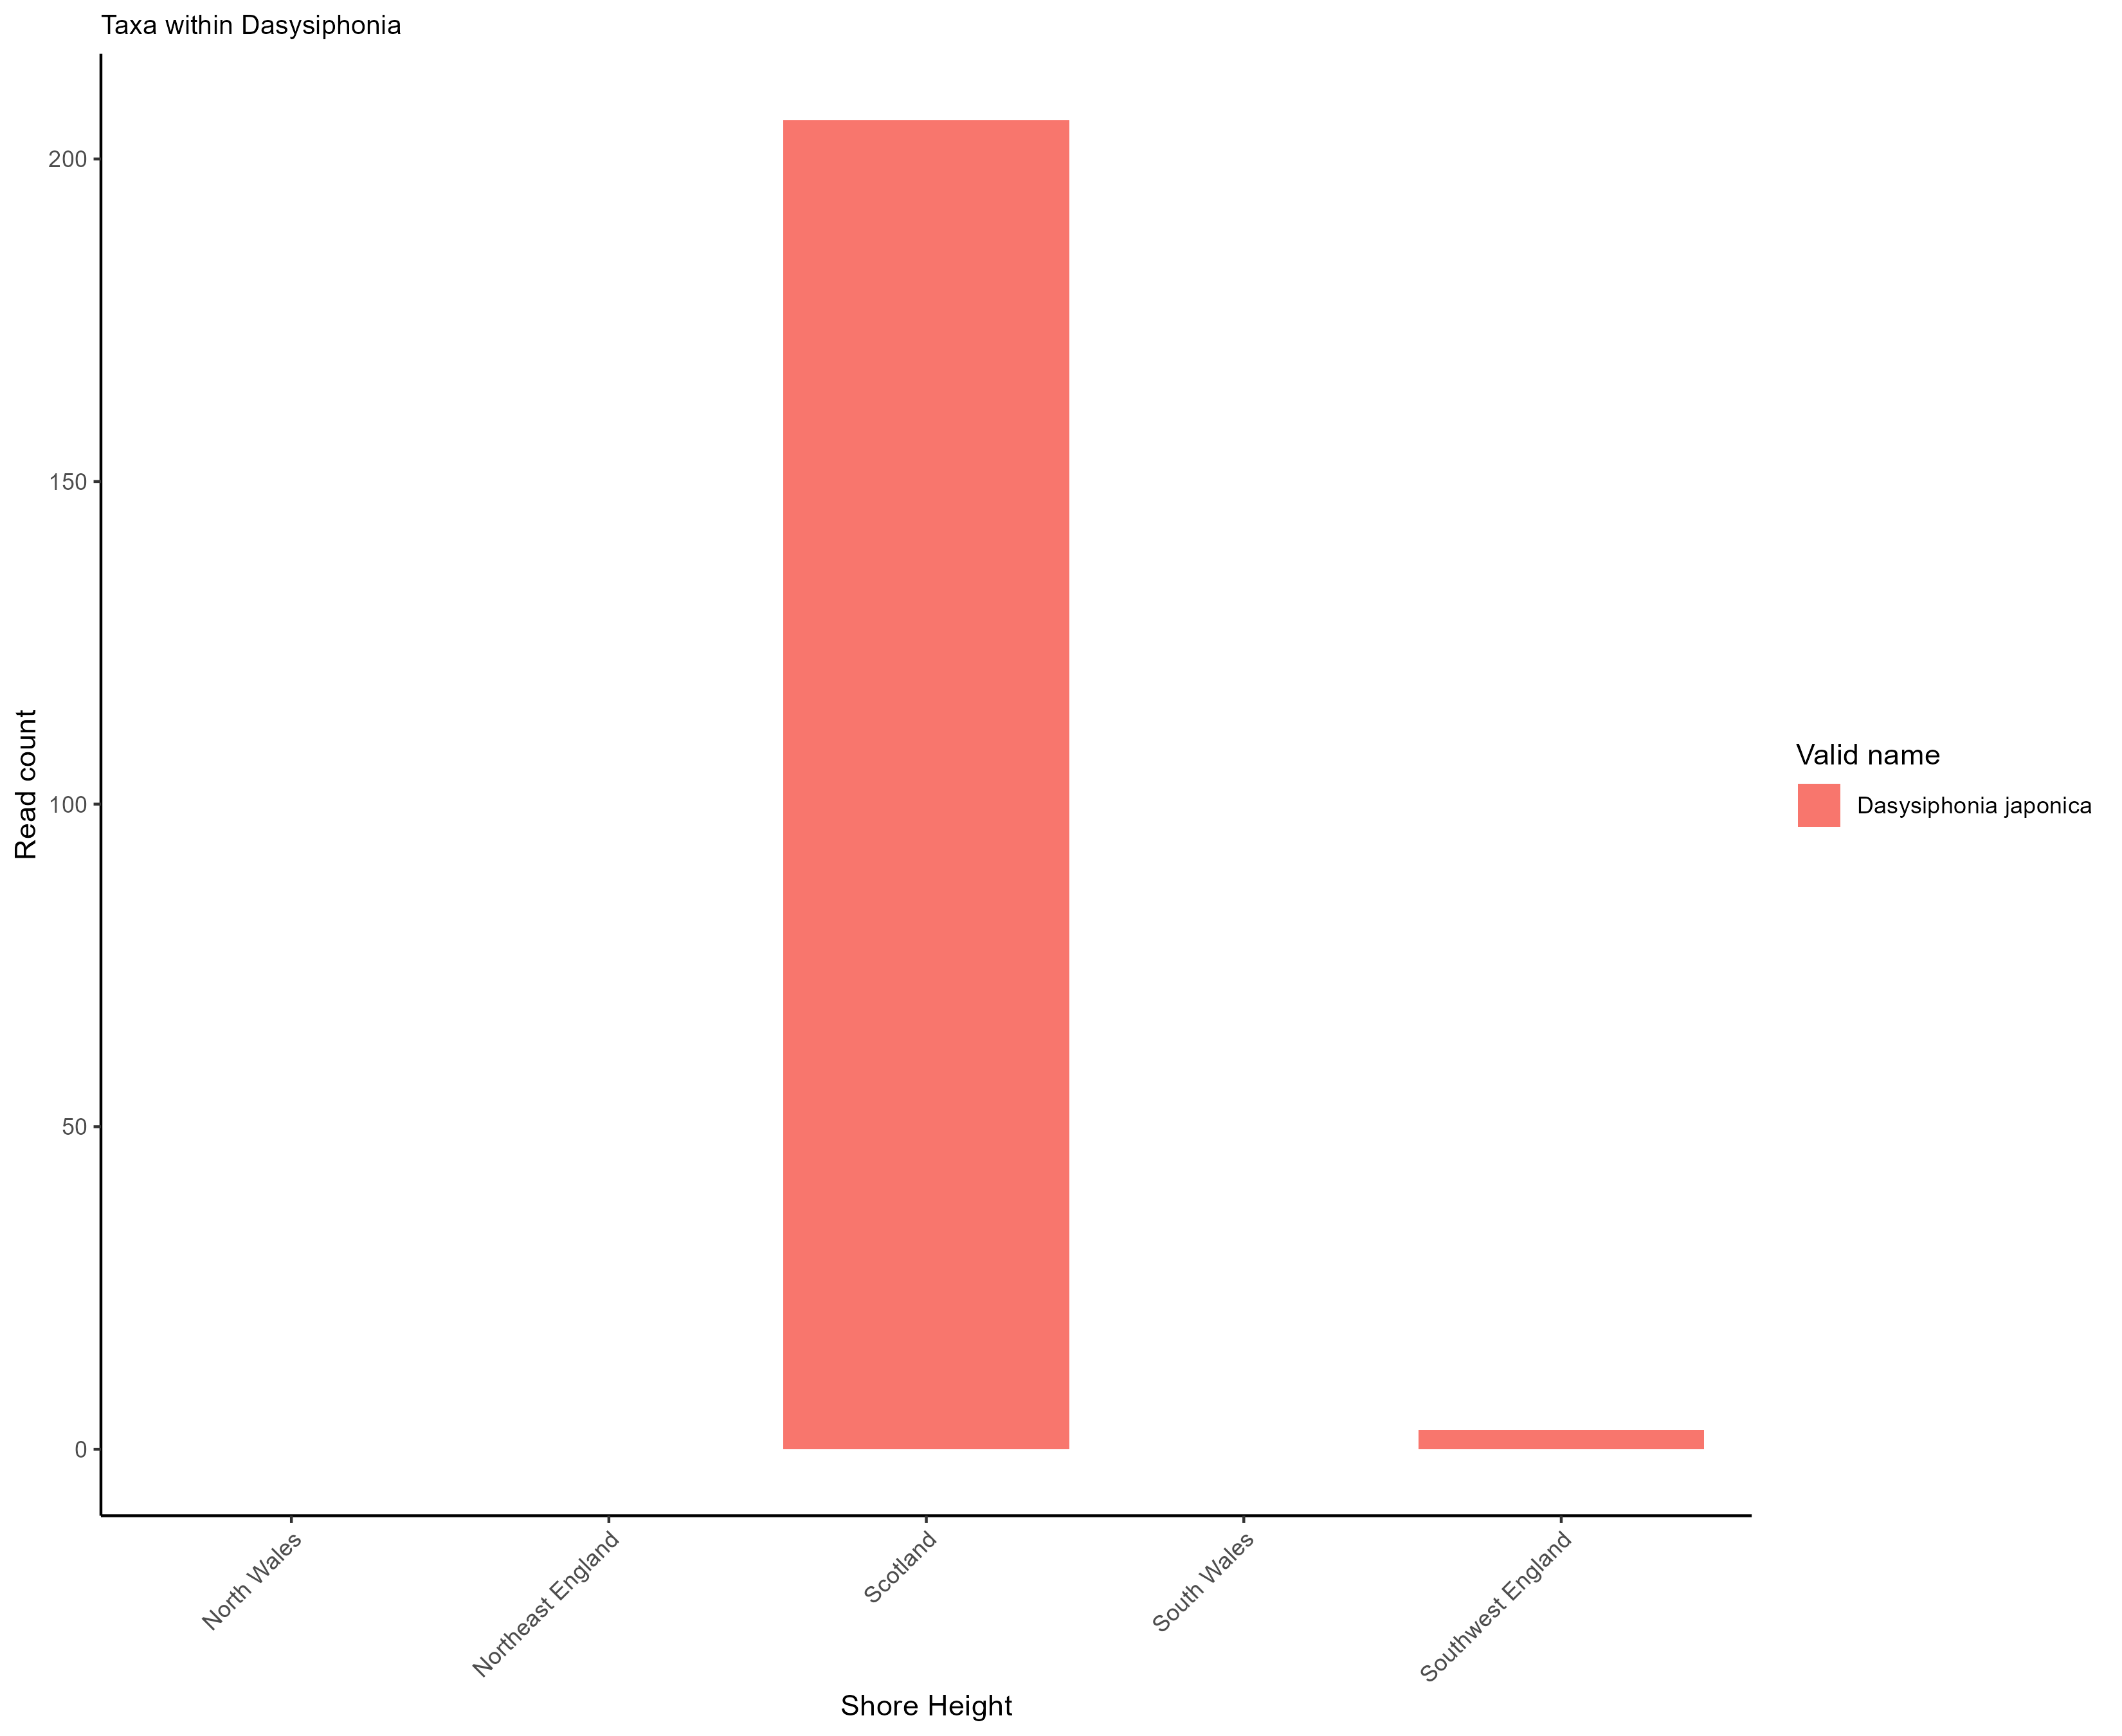 Taxa within Dasysiphonia
200
150
100
50
0
Read count
North Wales
Northeast England
Scotland
South Wales
Southwest England
Shore Height
Valid name
Dasysiphonia japonica